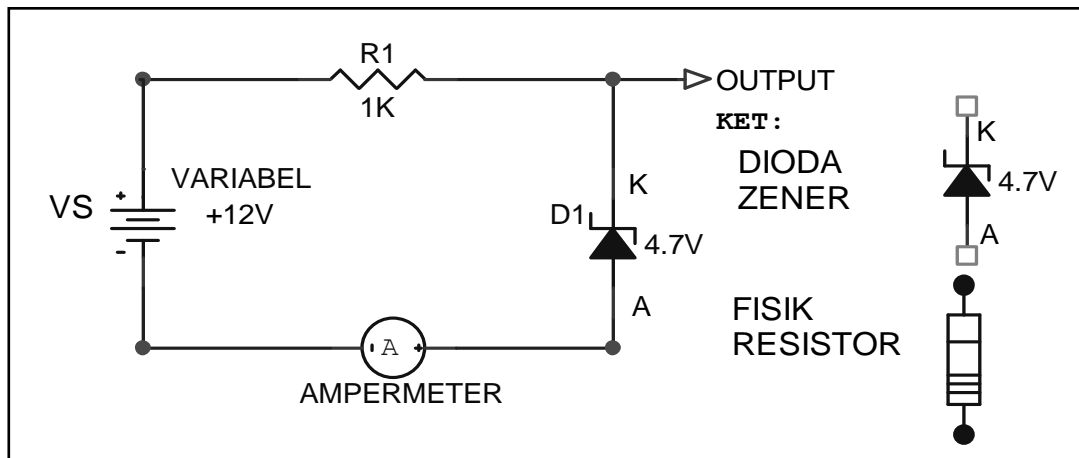 R1
1K
OUTPUT
KET:
DIODA
ZENER
K
4.7V
A
VARIABEL
+12V
VS
+
-
K
D1
4.7V
A
FISIK
RESISTOR
- A +
AMPERMETER